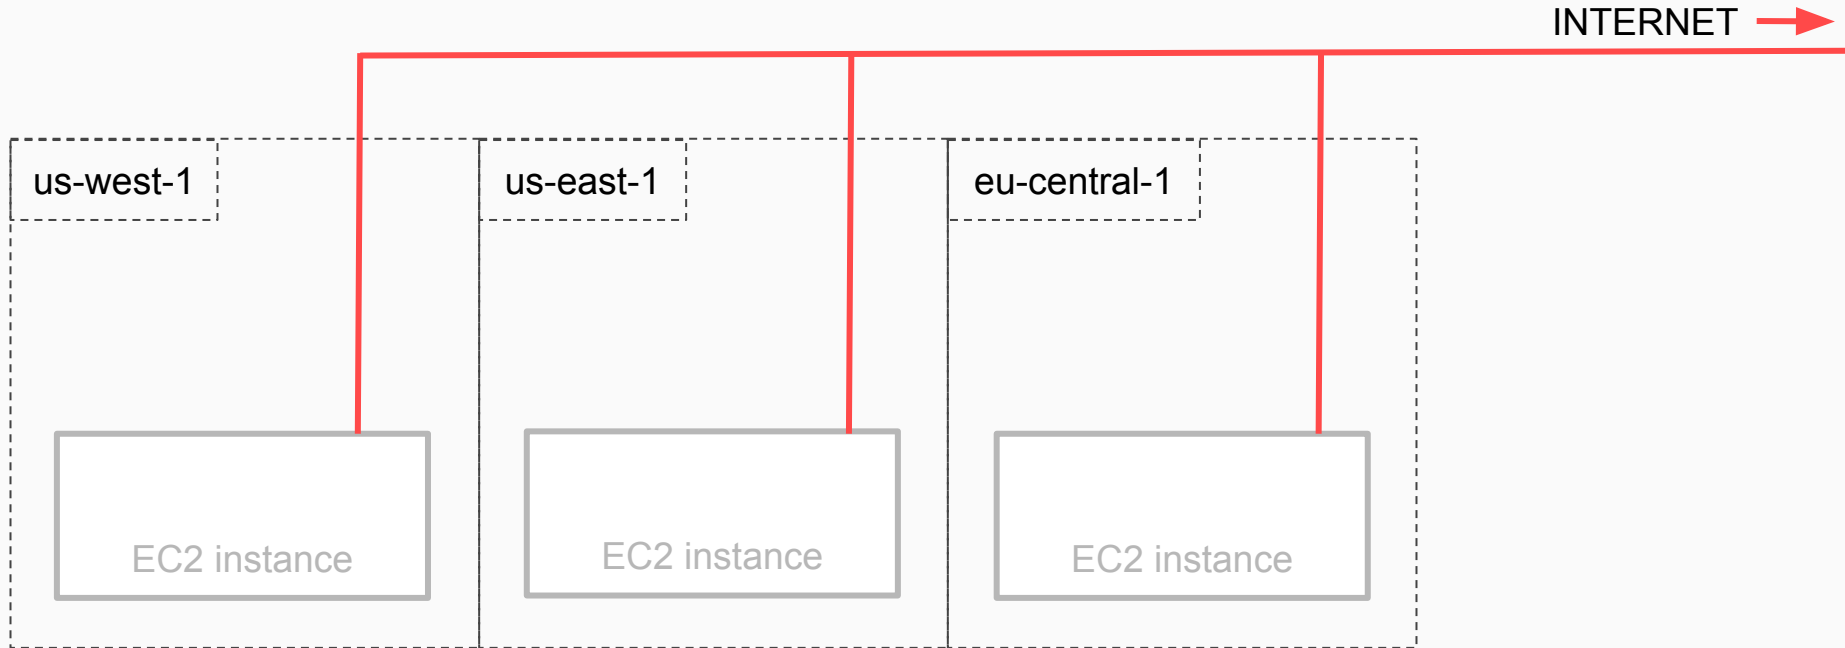 INTERNET
us-west-1
us-east-1
eu-central-1
EC2 instance
EC2 instance
EC2 instance